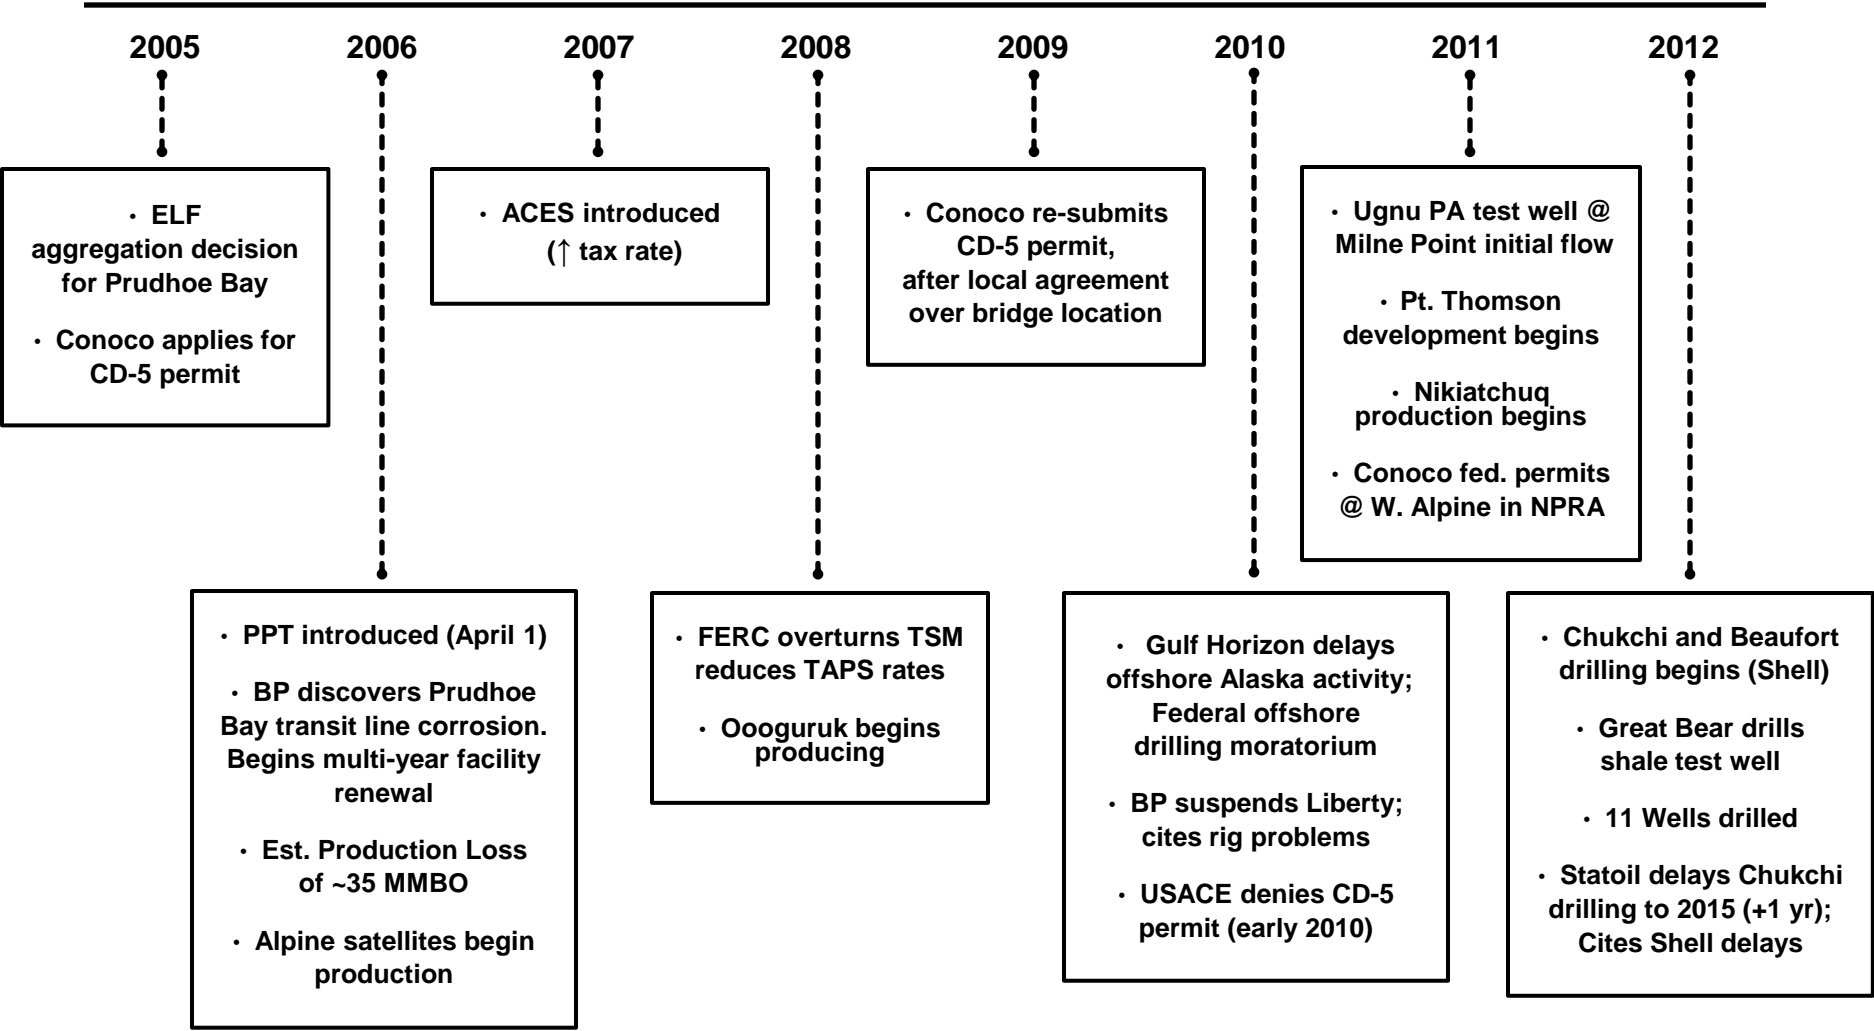 2005 2006 2007 2008 2009 2010 2011 2012
· ELF
aggregation decision
for Prudhoe Bay
· Conoco applies for
CD-5 permit
· PPT introduced (April 1)
· BP discovers Prudhoe
Bay transit line corrosion.
Begins multi-year facility
renewal
· Est. Production Loss
of ~35 MMBO
· Alpine satellites begin
production
· ACES introduced
(↑ tax rate)
· FERC overturns TSM
reduces TAPS rates
· Oooguruk begins
producing
· Conoco re-submits
CD-5 permit,
after local agreement
over bridge location
· Gulf Horizon delays
offshore Alaska activity;
Federal offshore
drilling moratorium
· BP suspends Liberty;
cites rig problems
· USACE denies CD-5
permit (early 2010)
· Ugnu PA test well @
Milne Point initial flow
· Pt. Thomson
development begins
· Nikiatchuq
production begins
· Conoco fed. permits
@ W. Alpine in NPRA
· Chukchi and Beaufort
drilling begins (Shell)
· Great Bear drills
shale test well
· 11 Wells drilled
· Statoil delays Chukchi
drilling to 2015 (+1 yr);
Cites Shell delays